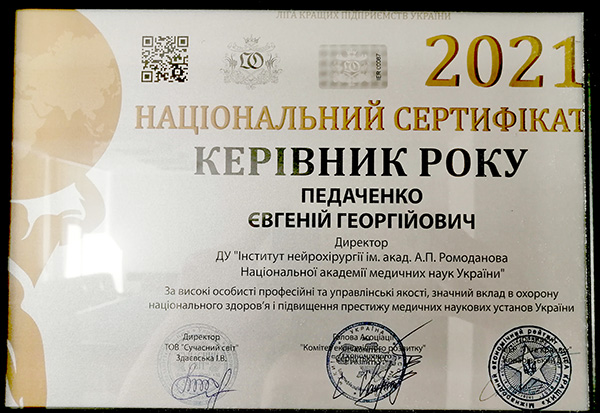 ЛІГА КРАЩИХ ПІДПРИЄМСТВ УКРАЇНИ
2021
НАЦІОНАЛЬНИЙ СЕРТИФІКАТ
КЕРІВНИК РОКУ
ПЕДАЧЕНКО
ЄВГЕНІЙ ГЕОРГІЙОВИЧ
Директор
ДУ "Інститут нейрохірургії ім. акад. А.П. Ромоданова
Національної академії медичних наук України"
За високі особисті професійні та управлінські якості, значний вклад в охорону
національного здоров'я і підвищення престижу медичних наукових установ України
Директор
ТОВ "Сучасний світ"
Здаєвська І.В.
Голова Асоціації
"Комітет економічного розвитку"